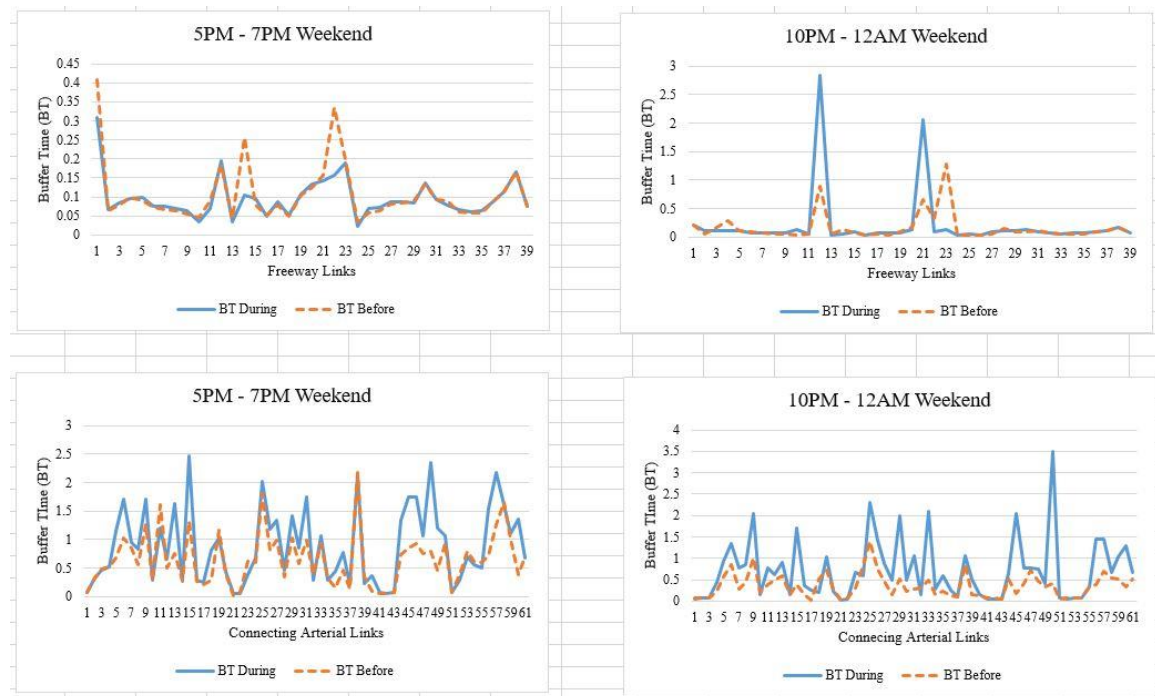 5PM - 7PM Weekend
Buffer Time (BT)
0.45
0.4
0.35
0.3
0.25
0.2
0.15
0.1
0.05
0
1 3 5 7 9 11 13 15 17 19 21 23 25 27 29 31 33 35 37 39
Freeway Links
BT During BT Before
10PM - 12AM Weekend
Buffer Time (BT)
3
2.5
2
1.5
1
0.5
0
1 3 5 7 9 11 13 15 17 19 21 23 25 27 29 31 33 35 37 39
Freeway Links
BT During BT Before
5PM - 7PM Weekend
Buffer TIme (BT)
3
2.5
2
1.5
1
0.5
0
1 3 5 7 9 11 13 15 17 19 21 23 25 27 29 31 33 35 37 39 41 43 45 47 49 51 53 55 57 59 61
Connecting Arterial Links
BT During BT Before
10PM - 12AM Weekend
Buffer TIme (BT)
4
3.5
3
2.5
2
1.5
1
0.5
0
1 3 5 7 9 11 13 15 17 19 21 23 25 27 29 31 33 35 37 39 41 43 45 47 49 51 53 55 57 59 61
Connecing Arterial Links
BT During BT Before